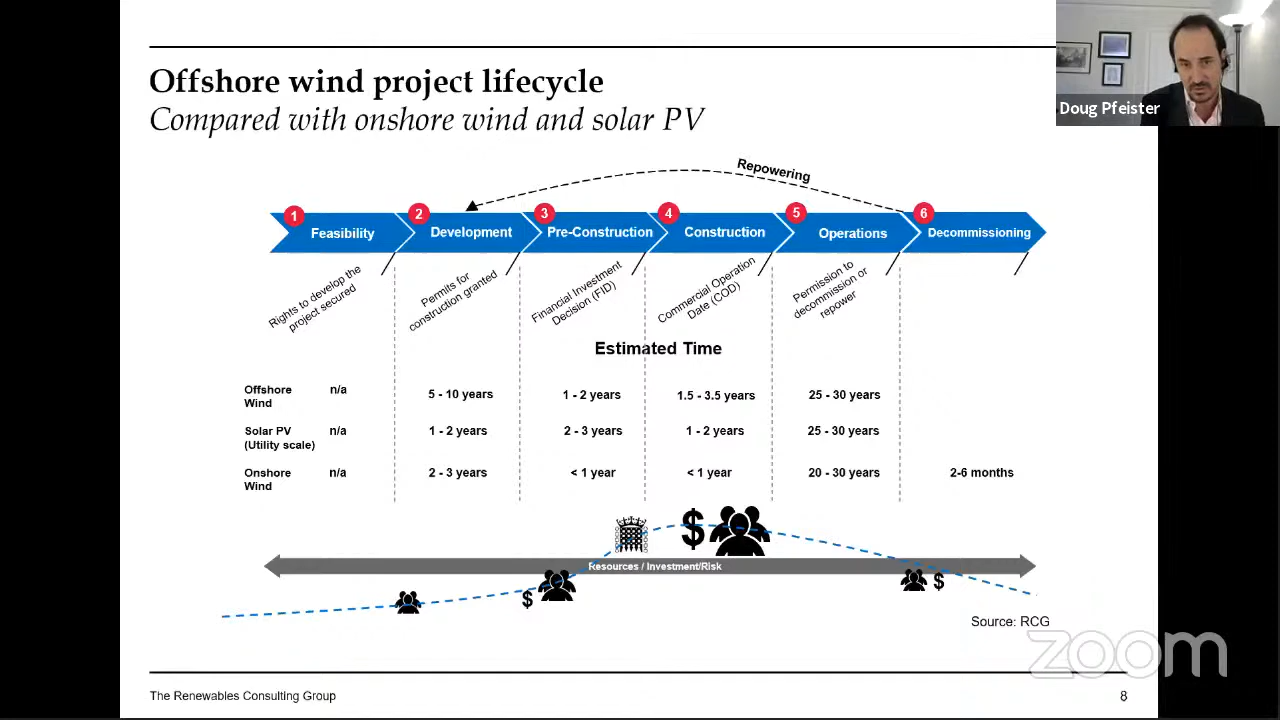 Offshore wind project lifecycle
Compared with onshore wind and solar PV
Doug Pfeister
Repowering
1
Feasibility
2
Development
3
Pre-Construction
4
Construction
5
Operations
6
Decommissioning
Rights to develop the
project secured
Permits for
construction granted
Financial Investment
Decision (FID)
Commercial Operation
Date (COD)
Permission to
decommission or
repower
Estimated Time
Offshore
Wind
n/a
5 - 10 years
1 - 2 years
1.5 - 3.5 years
25 - 30 years
Solar PV
(Utility scale)
n/a
1 - 2 years
2 - 3 years
1 - 2 years
25 - 30 years
Onshore
Wind
n/a
2 - 3 years
< 1 year
< 1 year
20 - 30 years
2-6 months
$
Resources / Investment/Risk
$
$
Source: RCG
zoom
The Renewables Consulting Group
8